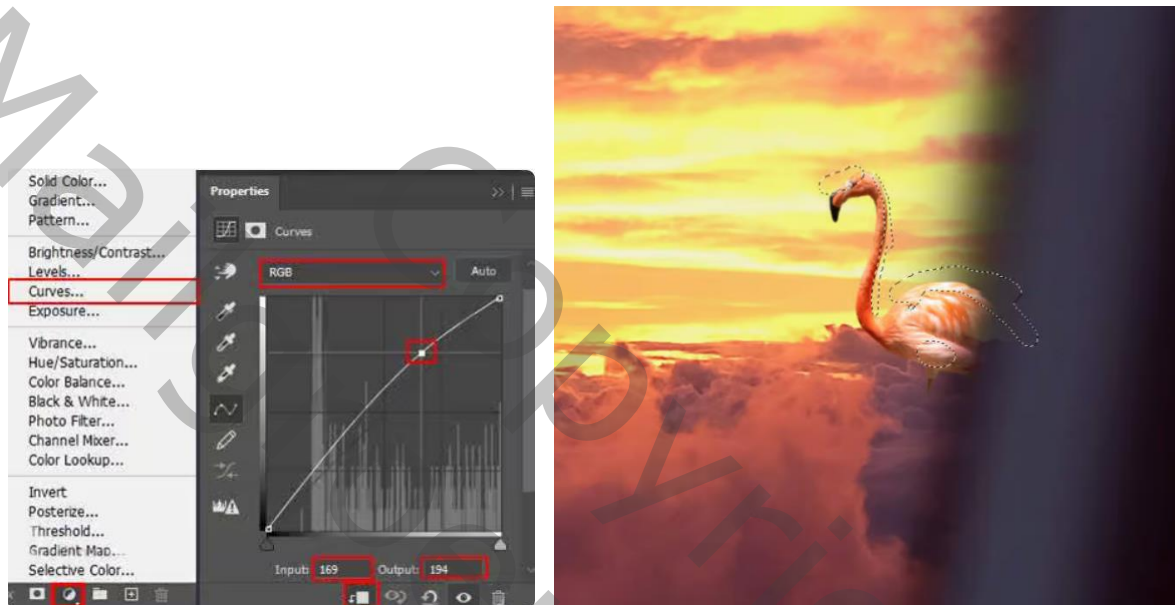 Solid Color...
Gradient...
Pattern...
Brightness/Contrast...
Levels...
Curves...
Exposure...
Vibrance...
Hue/Saturation...
Color Balance...
Black & White...
Photo Filter...
Channel Mixer...
Color Lookup...
Invert
Posterize...
Threshold...
Gradient Map...
Selective Color...
Properties
Curves
RGB
Auto
Input: 169 Output: 194